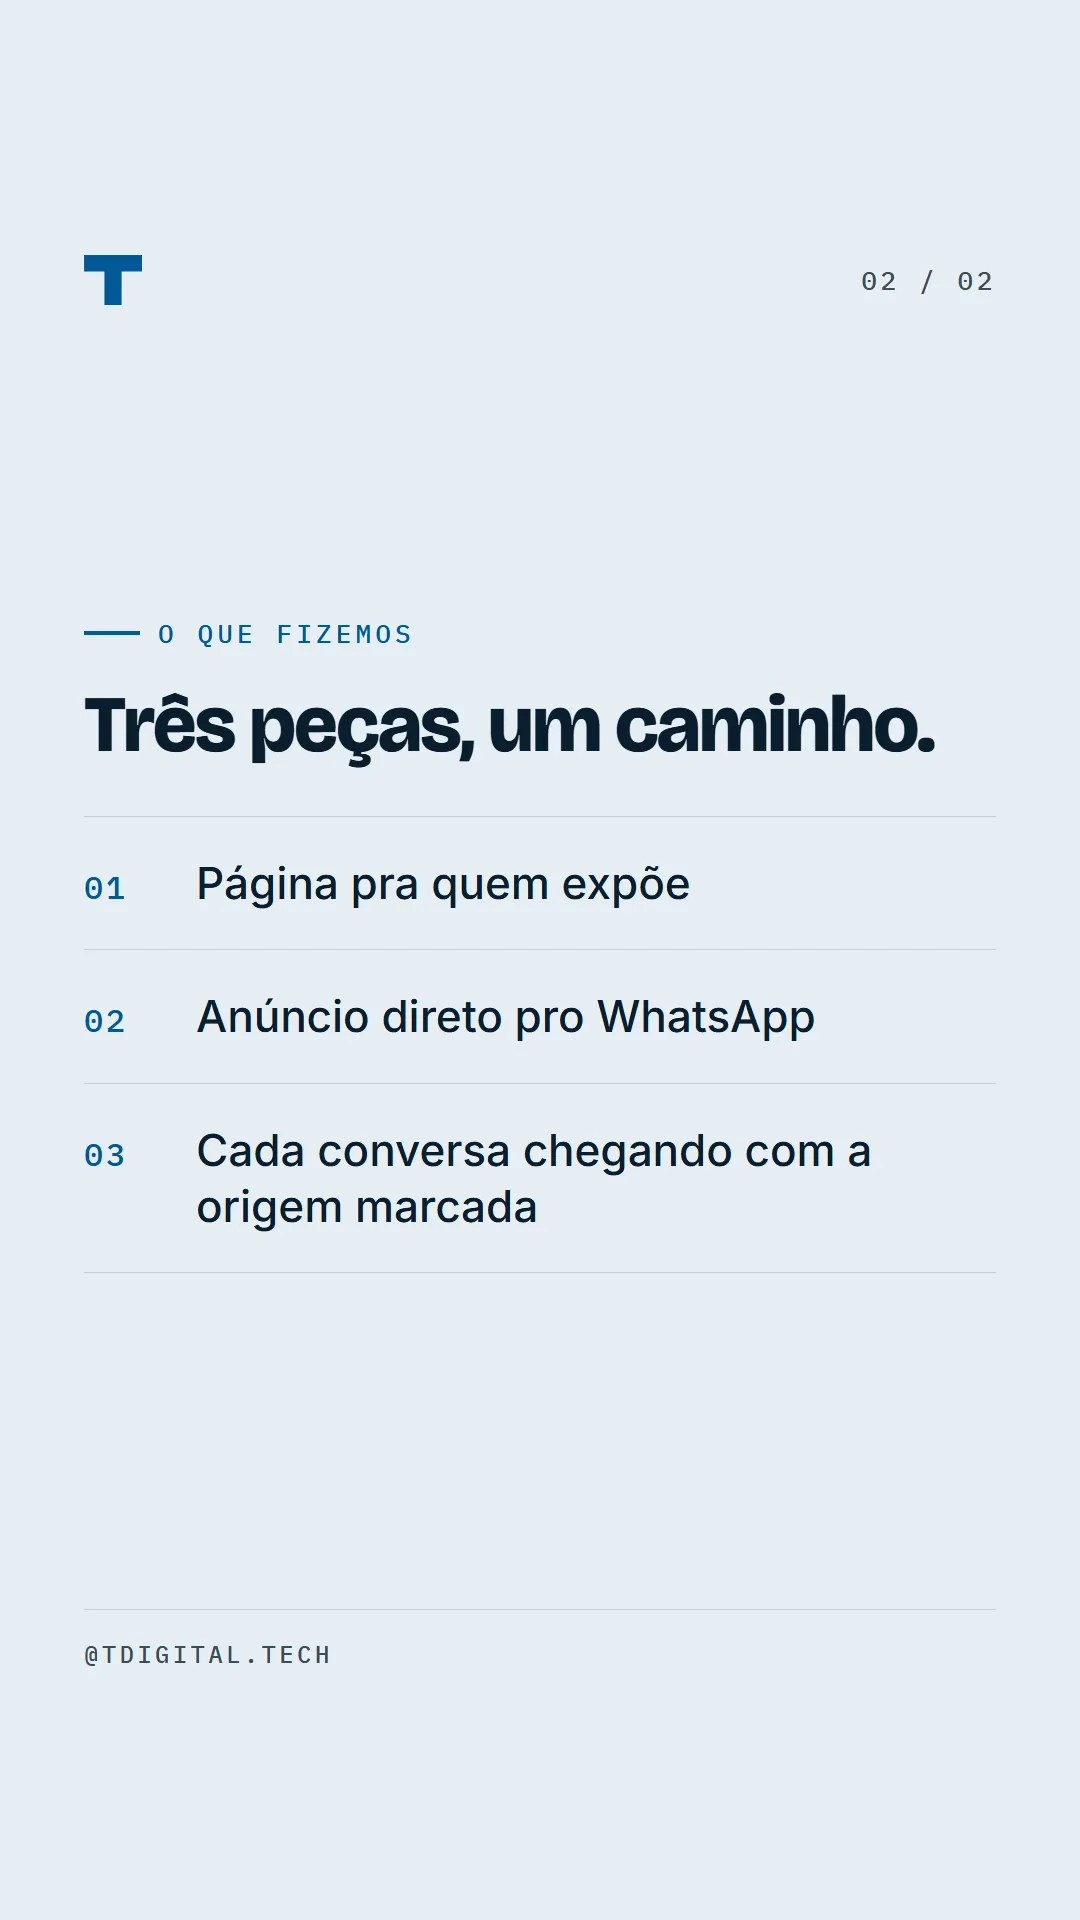 T
02 / 02
O QUE FIZEMOS
Três peças, um caminho.
01 Página pra quem expõe
02 Anúncio direto pro WhatsApp
03 Cada conversa chegando com a
origem marcada
@TDIGITAL.TECH